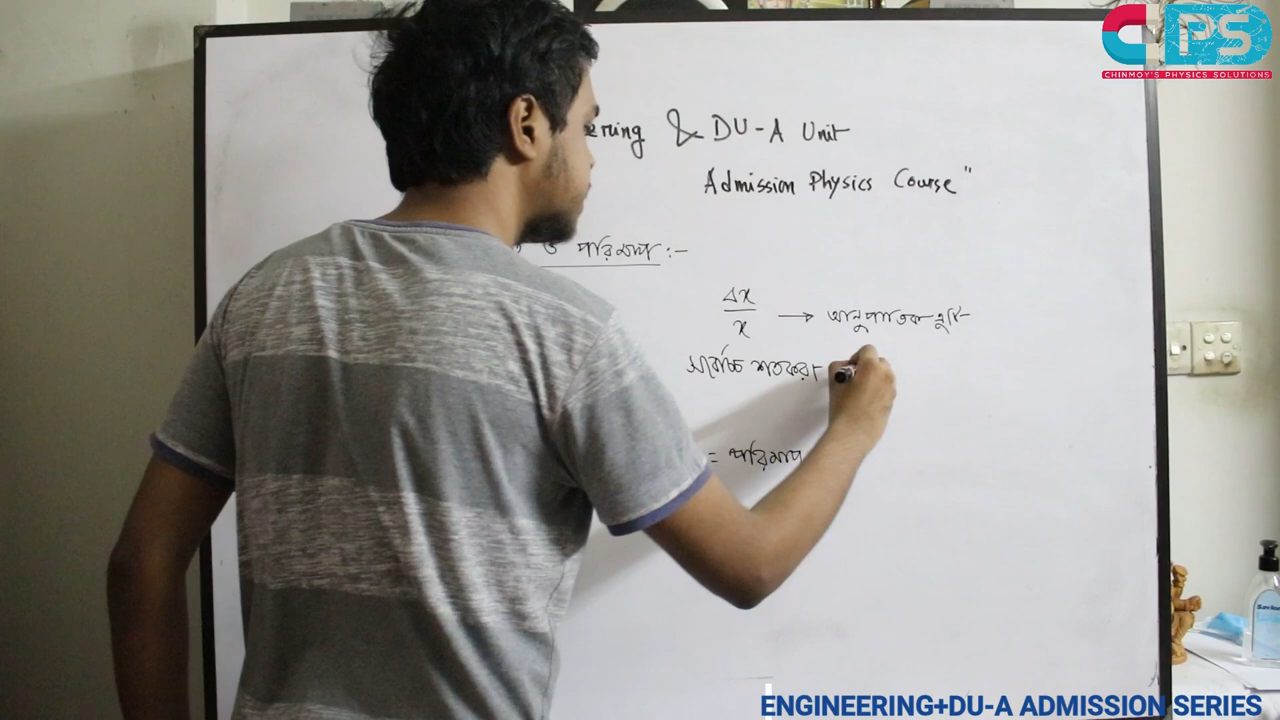 CPS
CHINMOY'S PHYSICS SOLUTIONS
ering & DU-A Unit
Admission Physics Course"
ও পরিমাপ :-
Δx/x → আনুপাতিক ত্রুটি
সর্বোচ্চ শতকরা
= পরিমাপ
ENGINEERING+DU-A ADMISSION SERIES